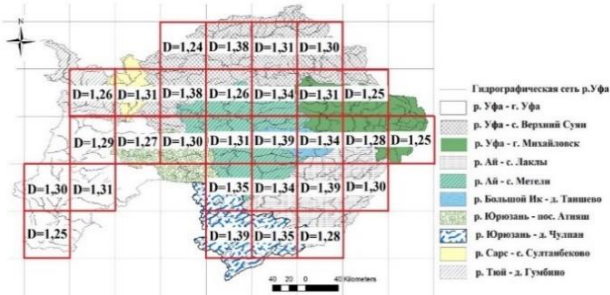 N
D=1,24 D=1,38 D=1,31 D=1,30
D=1,26 D=1,31 D=1,38 D=1,26 D=1,34 D=1,31 D=1,25
D=1,29 D=1,27 D=1,30 D=1,31 D=1,39 D=1,34 D=1,28 D=1,25
D=1,30 D=1,31 D=1,35 D=1,34 D=1,39 D=1,30
D=1,25 D=1,39 D=1,35 D=1,28
40 20 0 40 Kilometers
Гидрографическая сеть р.Уфа
р. Уфа - г. Уфа
р. Уфа - с. Верхний Суян
р. Уфа - г. Михайловск
р. Ай - с. Лаклы
р. Ай - с. Метели
р. Большой Ик - д. Таишево
р. Юрюзань - пос. Атняш
р. Юрюзань - д. Чулпан
р. Сарс - с. Султанбеково
р. Тюй - д. Гумбино